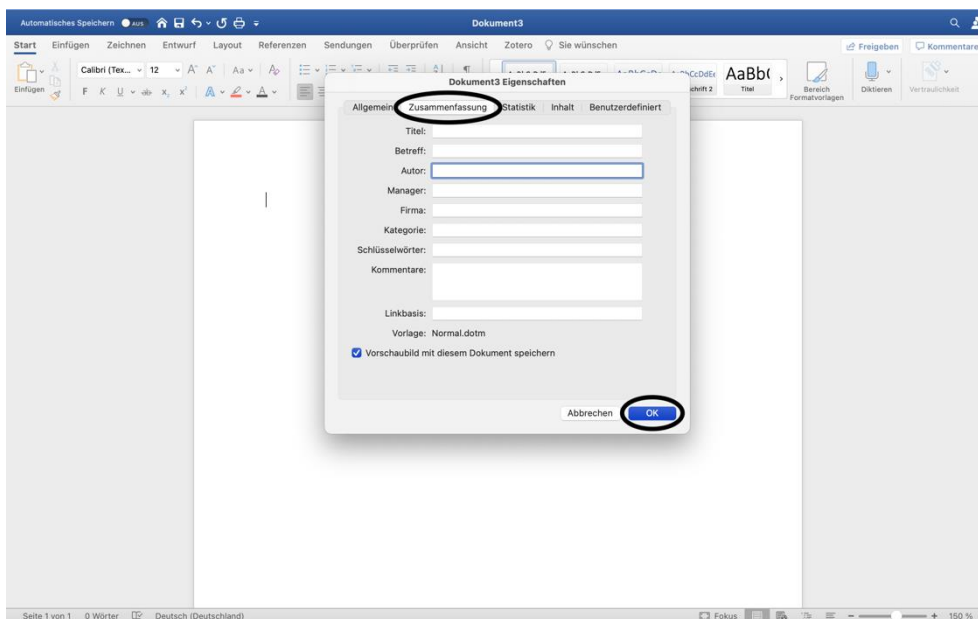 Automatisches Speichern AUS Dokument3
Start Einfügen Zeichnen Entwurf Layout Referenzen Sendungen Überprüfen Ansicht Zotero Sie wünschen Freigeben Kommentare
Calibri (Tex... 12 A A Aa A AaBb( ,
Einfügen F K U ab x x A A Titel Bereich Formatvorlagen Diktieren Vertraulichkeit
Dokument3 Eigenschaften
Allgemein Zusammenfassung Statistik Inhalt Benutzerdefiniert
Titel:
Betreff:
Autor:
Manager:
Firma:
Kategorie:
Schlüsselwörter:
Kommentare:
Linkbasis:
Vorlage: Normal.dotm
Vorschaubild mit diesem Dokument speichern
Abbrechen OK
Seite 1 von 1 0 Wörter Deutsch (Deutschland) Fokus 150 %